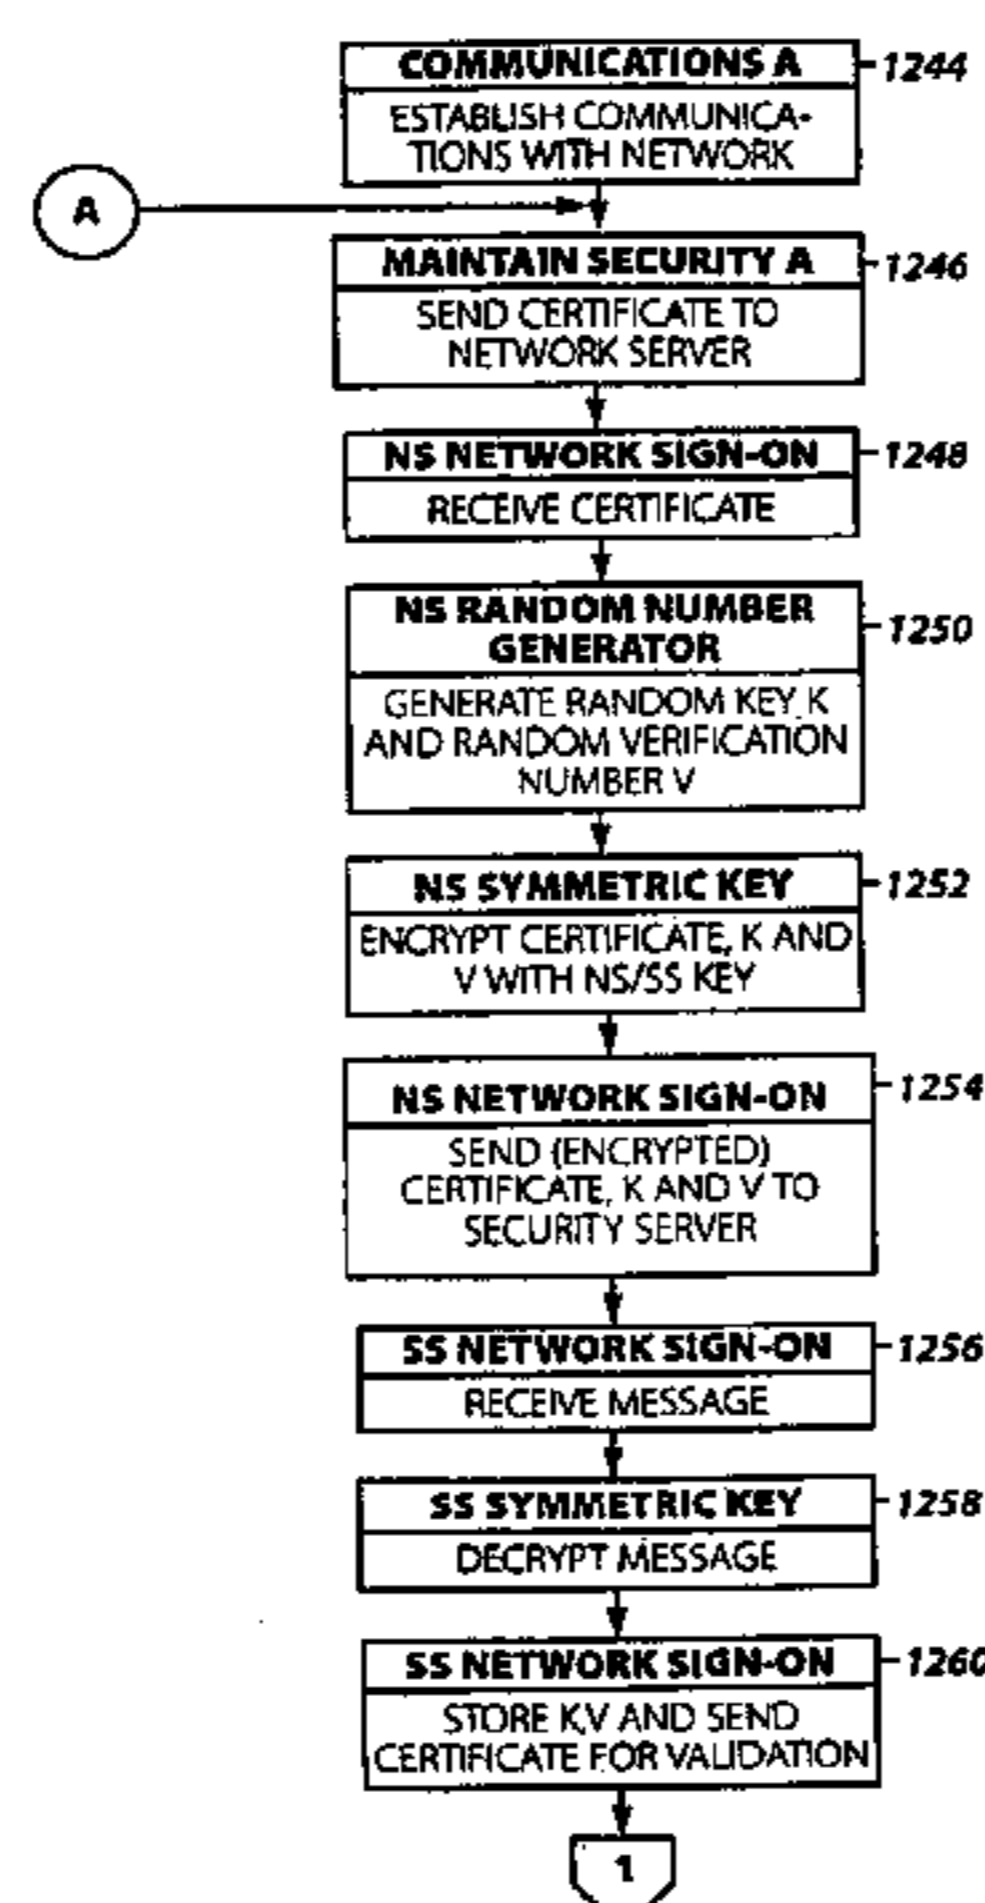 COMMUNICATIONS A
1244
ESTABLISH COMMUNICA-
TIONS WITH NETWORK
A
MAINTAIN SECURITY A
1246
SEND CERTIFICATE TO
NETWORK SERVER
NS NETWORK SIGN-ON
1248
RECEIVE CERTIFICATE
NS RANDOM NUMBER
GENERATOR
1250
GENERATE RANDOM KEY K
AND RANDOM VERIFICATION
NUMBER V
NS SYMMETRIC KEY
1252
ENCRYPT CERTIFICATE, K AND
V WITH NS/SS KEY
NS NETWORK SIGN-ON
1254
SEND (ENCRYPTED)
CERTIFICATE, K AND V TO
SECURITY SERVER
SS NETWORK SIGN-ON
1256
RECEIVE MESSAGE
SS SYMMETRIC KEY
1258
DECRYPT MESSAGE
SS NETWORK SIGN-ON
1260
STORE K,V AND SEND
CERTIFICATE FOR VALIDATION
1